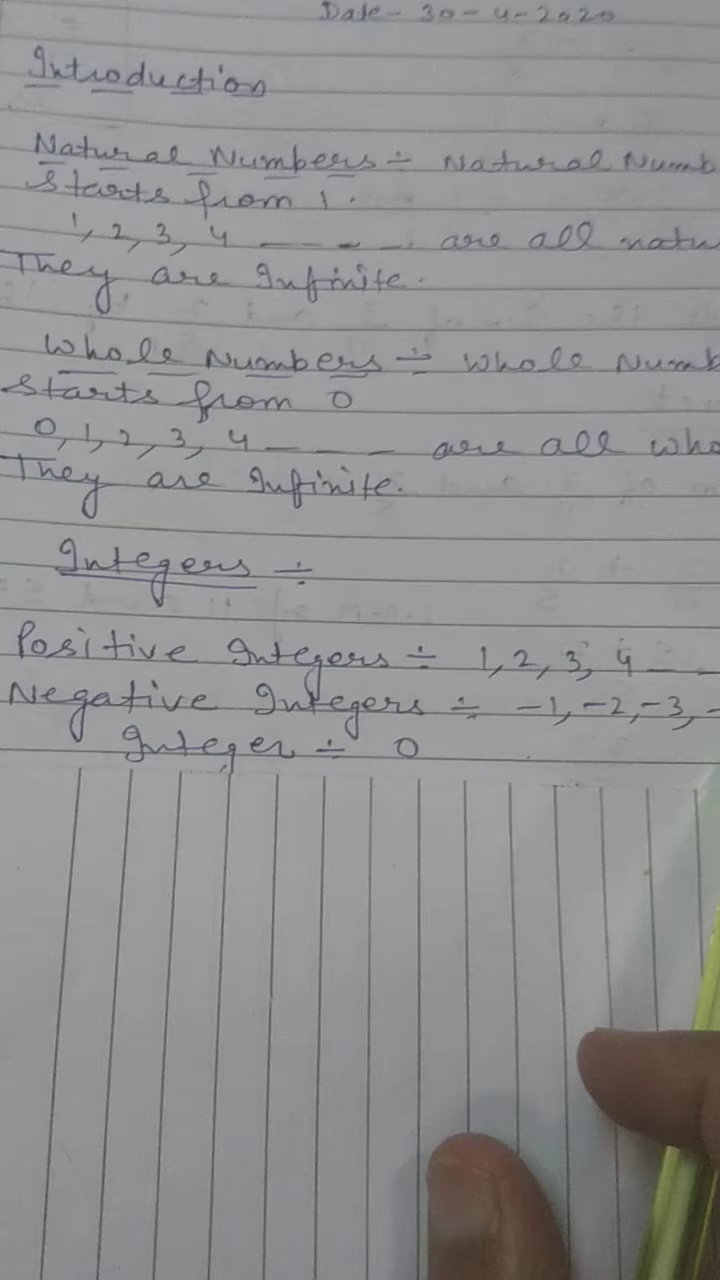 Date- 30-4-2020
Introduction
Natural Numbers ÷ Natural Numb
starts from 1.
1, 2, 3, 4 ---- are all natu
They are Infinite.
Whole Numbers ÷ Whole Numb
starts from 0
0, 1, 2, 3, 4 --- are all who
They are Infinite.
Integers ÷
Positive Integers ÷ 1, 2, 3, 4 --
Negative Integers ÷ -1, -2, -3, -
Integer ÷ 0